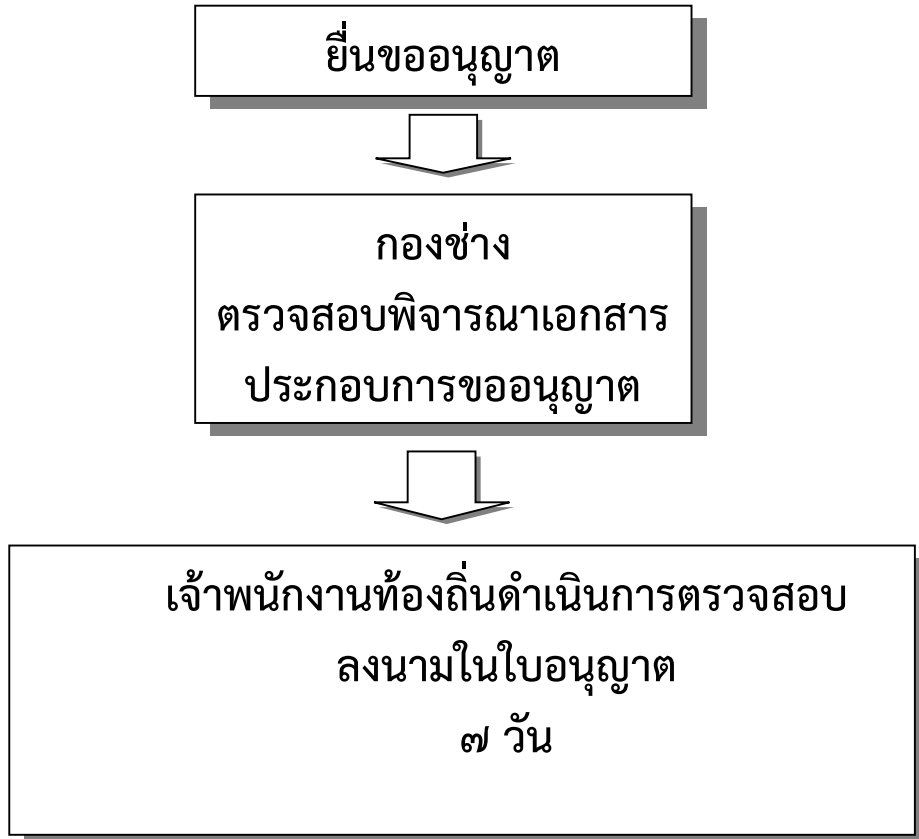 ยื่นขออนุญาต
กองช่าง
ตรวจสอบพิจารณาเอกสาร
ประกอบการขออนุญาต
เจ้าพนักงานท้องถิ่นดำเนินการตรวจสอบ
ลงนามในใบอนุญาต
๗ วัน